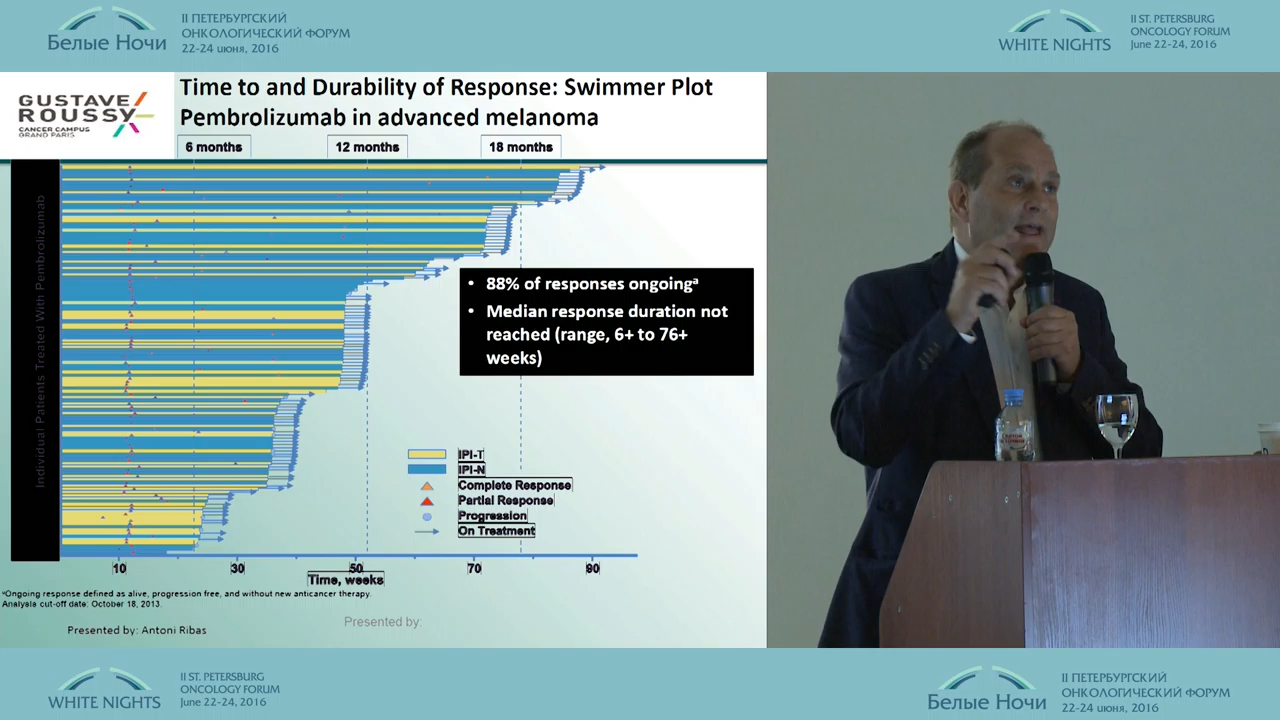 Белые Ночи
II ПЕТЕРБУРГСКИЙ
ОНКОЛОГИЧЕСКИЙ ФОРУМ
22-24 июня, 2016
WHITE NIGHTS
II ST. PETERSBURG
ONCOLOGY FORUM
June 22-24, 2016
GUSTAVE
ROUSSY
CANCER CAMPUS
GRAND PARIS
Time to and Durability of Response: Swimmer Plot
Pembrolizumab in advanced melanoma
6 months
12 months
18 months
Individual Patients Treated With Pembrolizumab
• 88% of responses ongoingᵃ
• Median response duration not
reached (range, 6+ to 76+
weeks)
IPI-T
IPI-N
Complete Response
Partial Response
Progression
On Treatment
10 30 50 70 90
Time, weeks
ᵃOngoing response defined as alive, progression free, and without new anticancer therapy.
Analysis cut-off date: October 18, 2013.
Presented by: Antoni Ribas
Presented by:
WHITE NIGHTS
II ST. PETERSBURG
ONCOLOGY FORUM
June 22-24, 2016
Белые Ночи
II ПЕТЕРБУРГСКИЙ
ОНКОЛОГИЧЕСКИЙ ФОРУМ
22-24 июня, 2016